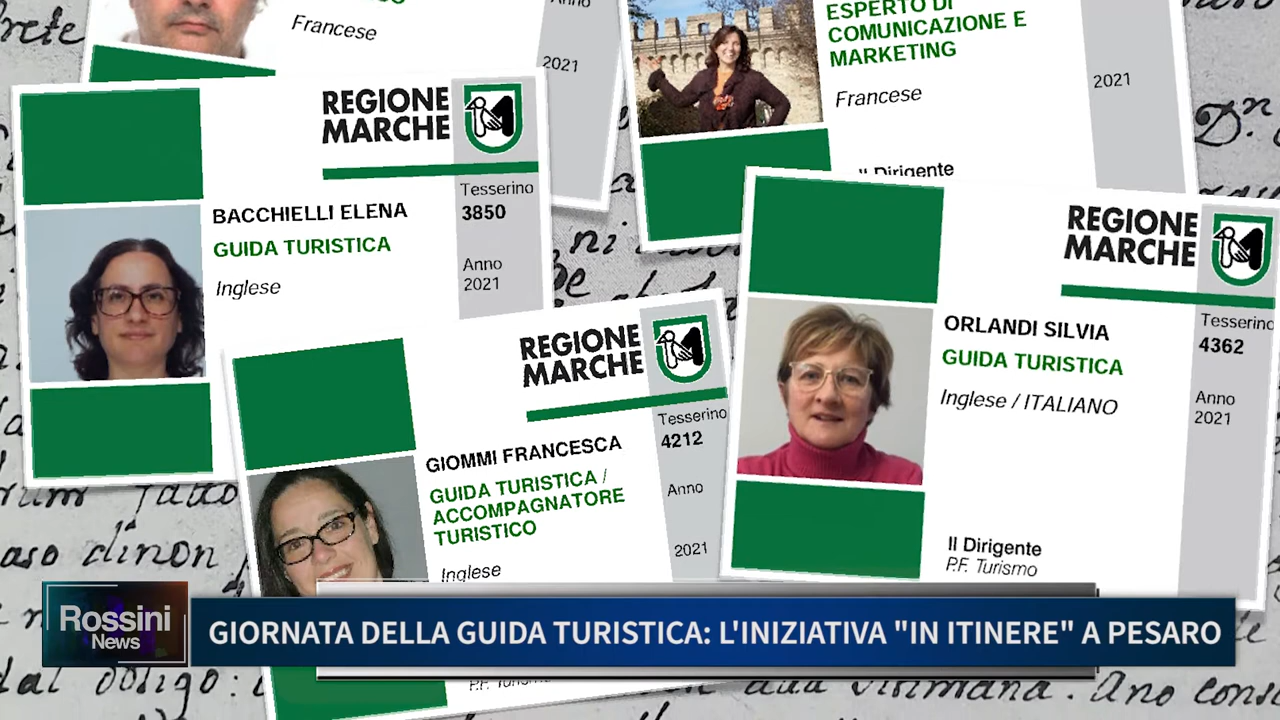 Francese
Anno
2021
ESPERTO DI
COMUNICAZIONE E
MARKETING
Francese
2021
Il Dirigente
REGIONE
MARCHE
Tesserino
3850
BACCHIELLI ELENA
GUIDA TURISTICA
Inglese
Anno
2021
REGIONE
MARCHE
Tesserino
4362
ORLANDI SILVIA
GUIDA TURISTICA
Inglese / ITALIANO
Anno
2021
Il Dirigente
P.F. Turismo
REGIONE
MARCHE
Tesserino
4212
GIOMMI FRANCESCA
GUIDA TURISTICA /
ACCOMPAGNATORE
TURISTICO
Inglese
Anno
2021
Rossini
News
GIORNATA DELLA GUIDA TURISTICA: L'INIZIATIVA "IN ITINERE" A PESARO
P.F. Turismo